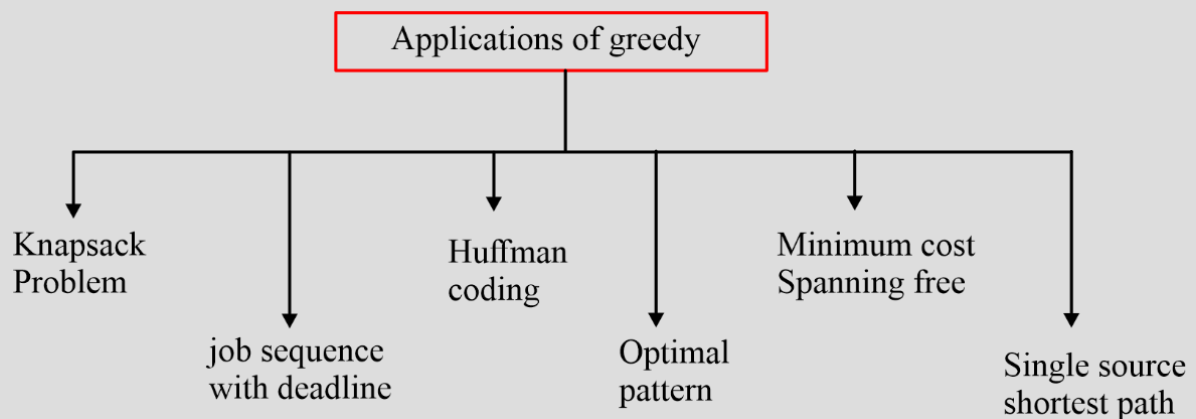 Applications of greedy
Knapsack
Problem
job sequence
with deadline
Huffman
coding
Optimal
pattern
Minimum cost
Spanning free
Single source
shortest path